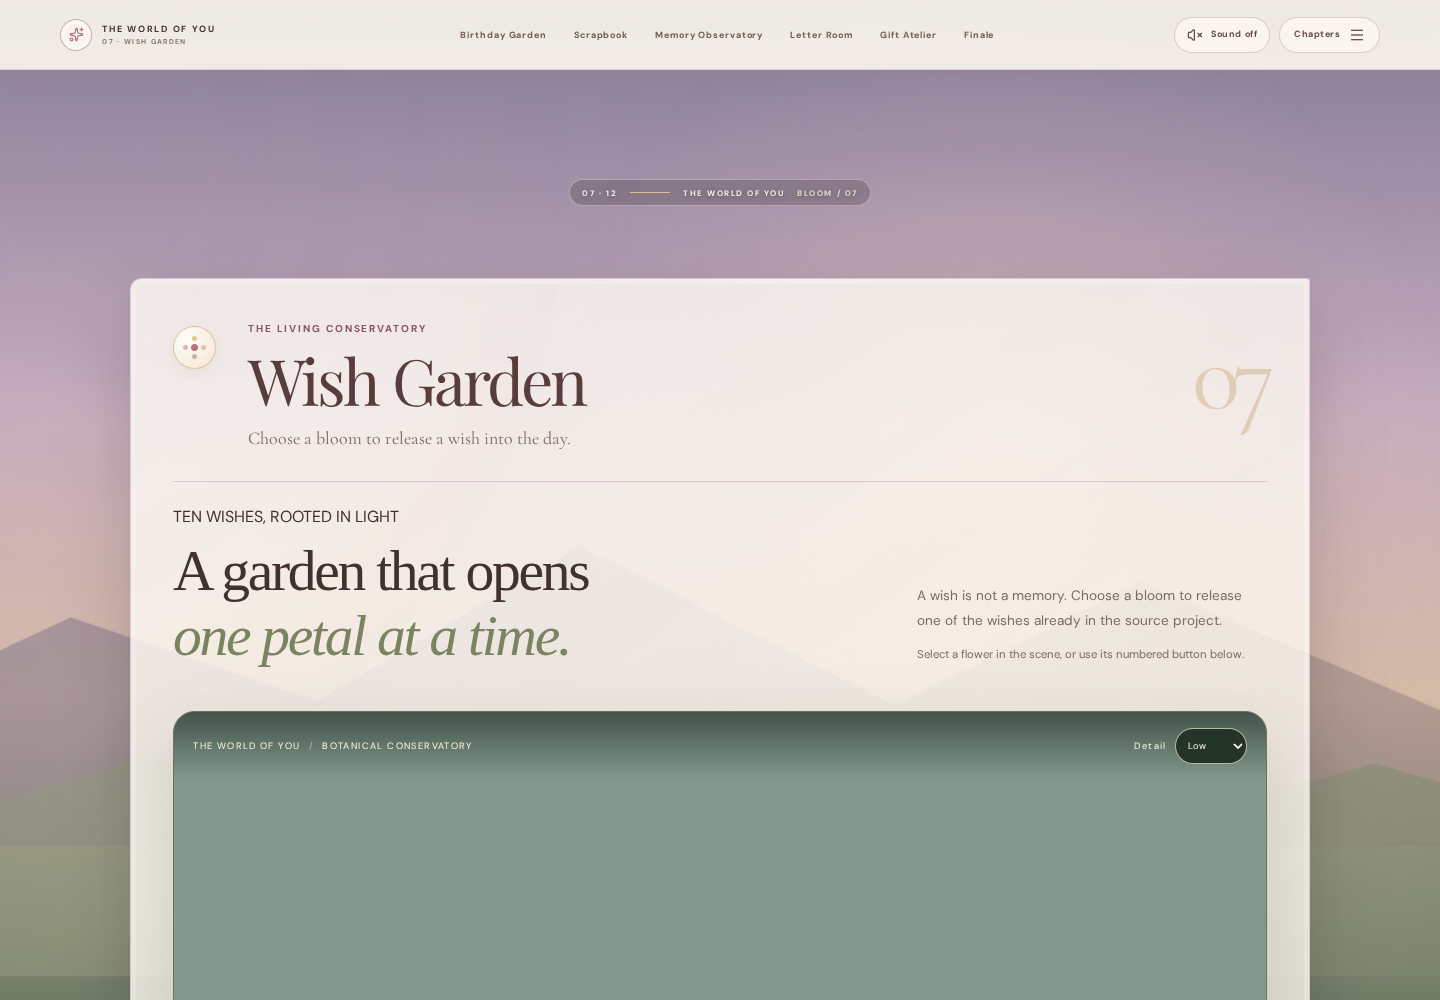 THE WORLD OF YOU
07 · WISH GARDEN
Birthday Garden Scrapbook Memory Observatory Letter Room Gift Atelier Finale
Sound off
Chapters
07 · 12 THE WORLD OF YOU BLOOM / 07
THE LIVING CONSERVATORY
Wish Garden
Choose a bloom to release a wish into the day.
07
TEN WISHES, ROOTED IN LIGHT
A garden that opens
one petal at a time.
A wish is not a memory. Choose a bloom to release
one of the wishes already in the source project.
Select a flower in the scene, or use its numbered button below.
THE WORLD OF YOU / BOTANICAL CONSERVATORY
Detail Low